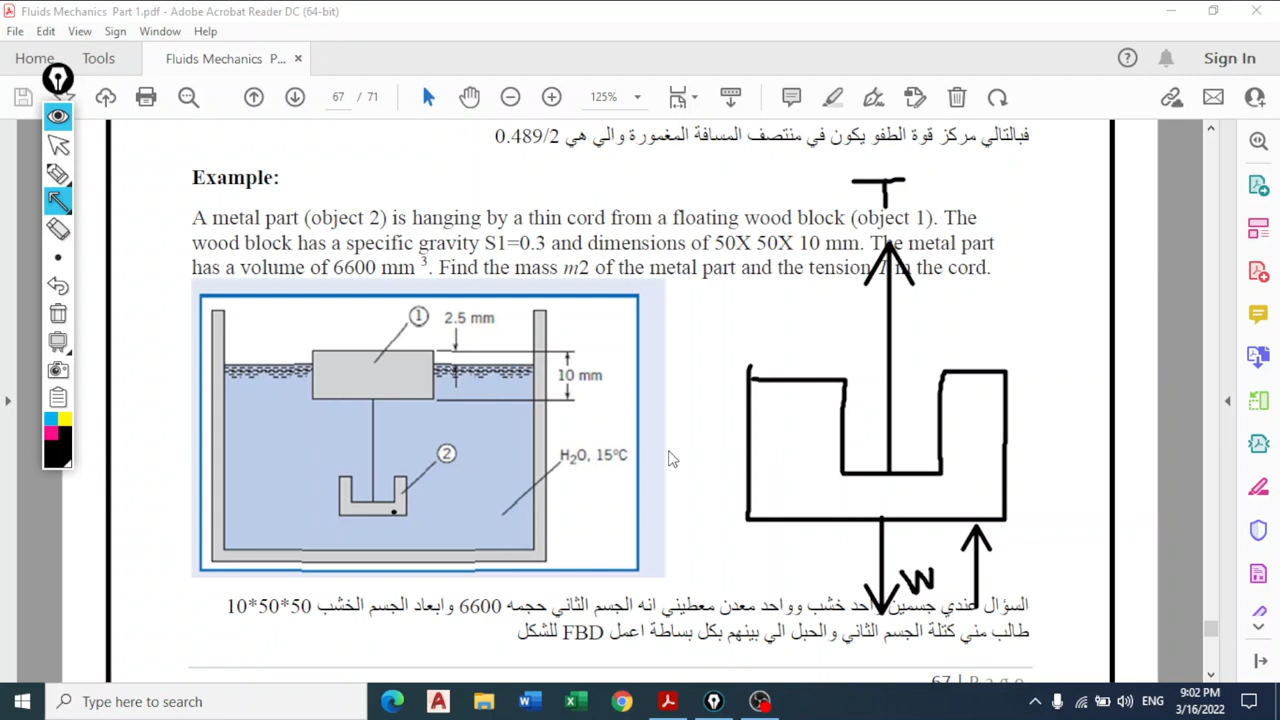 Fluids Mechanics Part 1.pdf - Adobe Acrobat Reader DC (64-bit)
File Edit View Sign Window Help
Home Tools Fluids Mechanics P... × Sign In
67 / 71 125%
فبالتالي مركز قوة الطفو يكون في منتصف المسافة المغمورة والي هي 0.489/2
Example:
A metal part (object 2) is hanging by a thin cord from a floating wood block (object 1). The
wood block has a specific gravity S1=0.3 and dimensions of 50X 50X 10 mm. The metal part
has a volume of 6600 mm ³. Find the mass m2 of the metal part and the tension T in the cord.
T
1
2.5 mm
10 mm
2
H₂O, 15°C
W
السؤال عندي جسمين واحد خشب وواحد معدن معطيني انه الجسم الثاني حجمه 6600 وابعاد الجسم الخشب 50*50*10
طالب مني كتلة الجسم الثاني والحبل الي بينهم بكل بساطة اعمل FBD للشكل
67 | P a g e
Type here to search
ENG
9:02 PM
3/16/2022